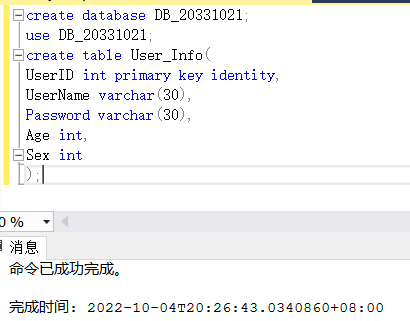 create database DB_20331021;
use DB_20331021;
create table User_Info(
UserID int primary key identity,
UserName varchar(30),
Password varchar(30),
Age int,
Sex int
);
0 %
消息
命令已成功完成。
完成时间: 2022-10-04T20:26:43.0340860+08:00